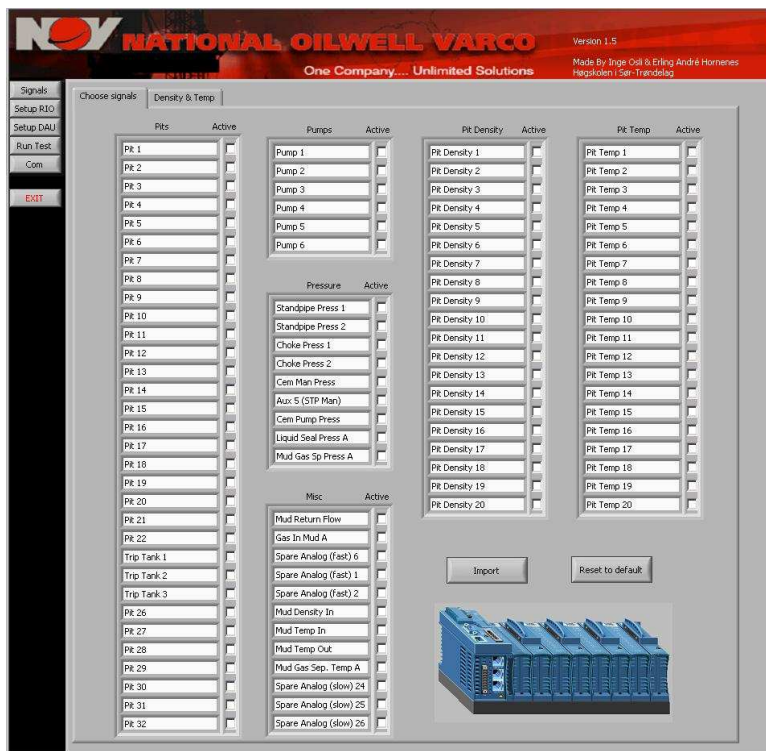 NOV NATIONAL OILWELL VARCO
One Company.... Unlimited Solutions
Version 1.5
Made By Inge Osli & Erling André Hornenes
Høgskolen i Sør-Trøndelag
Signals
Setup RIO
Setup DAU
Run Test
Com
EXIT
Choose signals
Density & Temp
Pits Active
Pit 1
Pit 2
Pit 3
Pit 4
Pit 5
Pit 6
Pit 7
Pit 8
Pit 9
Pit 10
Pit 11
Pit 12
Pit 13
Pit 14
Pit 15
Pit 16
Pit 17
Pit 18
Pit 19
Pit 20
Pit 21
Pit 22
Trip Tank 1
Trip Tank 2
Trip Tank 3
Pit 26
Pit 27
Pit 28
Pit 29
Pit 30
Pit 31
Pit 32
Pumps Active
Pump 1
Pump 2
Pump 3
Pump 4
Pump 5
Pump 6
Pressure Active
Standpipe Press 1
Standpipe Press 2
Choke Press 1
Choke Press 2
Cem Man Press
Aux 5 (STP Man)
Cem Pump Press
Liquid Seal Press A
Mud Gas Sp Press A
Misc Active
Mud Return Flow
Gas In Mud A
Spare Analog (fast) 6
Spare Analog (fast) 1
Spare Analog (fast) 2
Mud Density In
Mud Temp In
Mud Temp Out
Mud Gas Sep. Temp A
Spare Analog (slow) 24
Spare Analog (slow) 25
Spare Analog (slow) 26
Pit Density Active
Pit Density 1
Pit Density 2
Pit Density 3
Pit Density 4
Pit Density 5
Pit Density 6
Pit Density 7
Pit Density 8
Pit Density 9
Pit Density 10
Pit Density 11
Pit Density 12
Pit Density 13
Pit Density 14
Pit Density 15
Pit Density 16
Pit Density 17
Pit Density 18
Pit Density 19
Pit Density 20
Pit Temp Active
Pit Temp 1
Pit Temp 2
Pit Temp 3
Pit Temp 4
Pit Temp 5
Pit Temp 6
Pit Temp 7
Pit Temp 8
Pit Temp 9
Pit Temp 10
Pit Temp 11
Pit Temp 12
Pit Temp 13
Pit Temp 14
Pit Temp 15
Pit Temp 16
Pit Temp 17
Pit Temp 18
Pit Temp 19
Pit Temp 20
Import
Reset to default